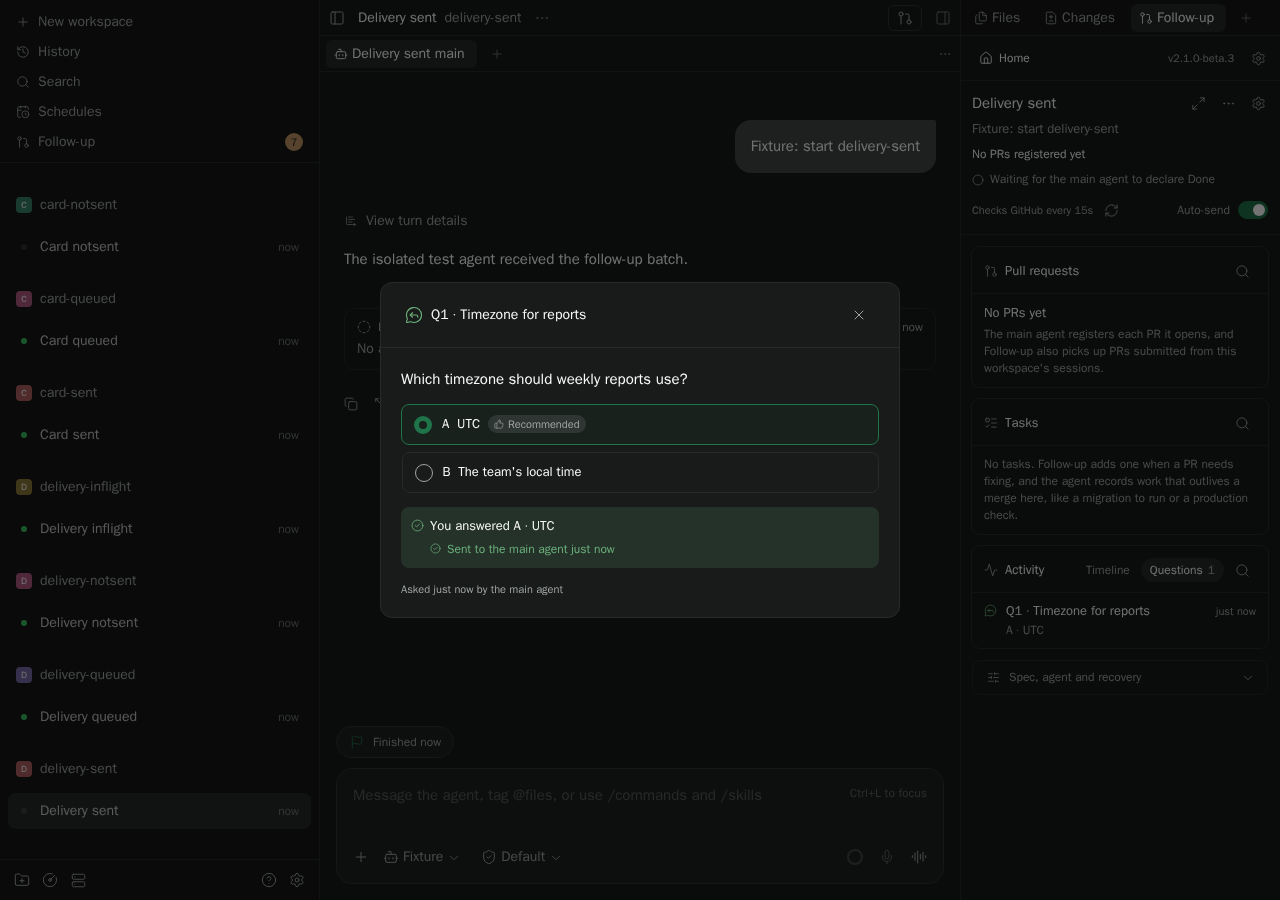 New workspace
History
Search
Schedules
Follow-up 7
C card-notsent
Card notsent now
C card-queued
Card queued now
C card-sent
Card sent now
D delivery-inflight
Delivery inflight now
D delivery-notsent
Delivery notsent now
D delivery-queued
Delivery queued now
D delivery-sent
Delivery sent now
Delivery sent delivery-sent
Delivery sent main
Fixture: start delivery-sent
View turn details
The isolated test agent received the follow-up batch.
now
No
Q1 · Timezone for reports
Which timezone should weekly reports use?
A UTC Recommended
B The team's local time
You answered A · UTC
Sent to the main agent just now
Asked just now by the main agent
Finished now
Message the agent, tag @files, or use /commands and /skills
Ctrl+L to focus
Fixture Default
Files Changes Follow-up
Home v2.1.0-beta.3
Delivery sent
Fixture: start delivery-sent
No PRs registered yet
Waiting for the main agent to declare Done
Checks GitHub every 15s Auto-send
Pull requests
No PRs yet
The main agent registers each PR it opens, and
Follow-up also picks up PRs submitted from this
workspace's sessions.
Tasks
No tasks. Follow-up adds one when a PR needs
fixing, and the agent records work that outlives a
merge here, like a migration to run or a production
check.
Activity Timeline Questions 1
Q1 · Timezone for reports just now
A · UTC
Spec, agent and recovery